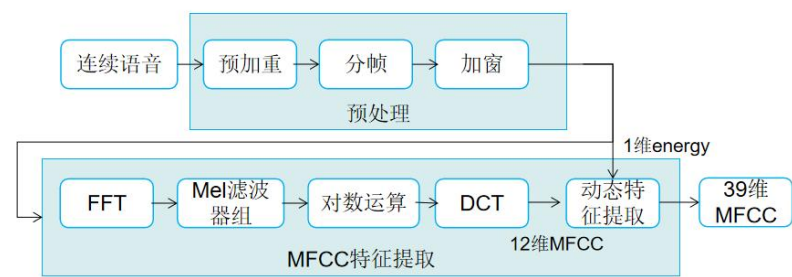 连续语音
预加重
分帧
加窗
预处理
1维energy
FFT
Mel滤波
器组
对数运算
DCT
动态特
征提取
39维
MFCC
12维MFCC
MFCC特征提取